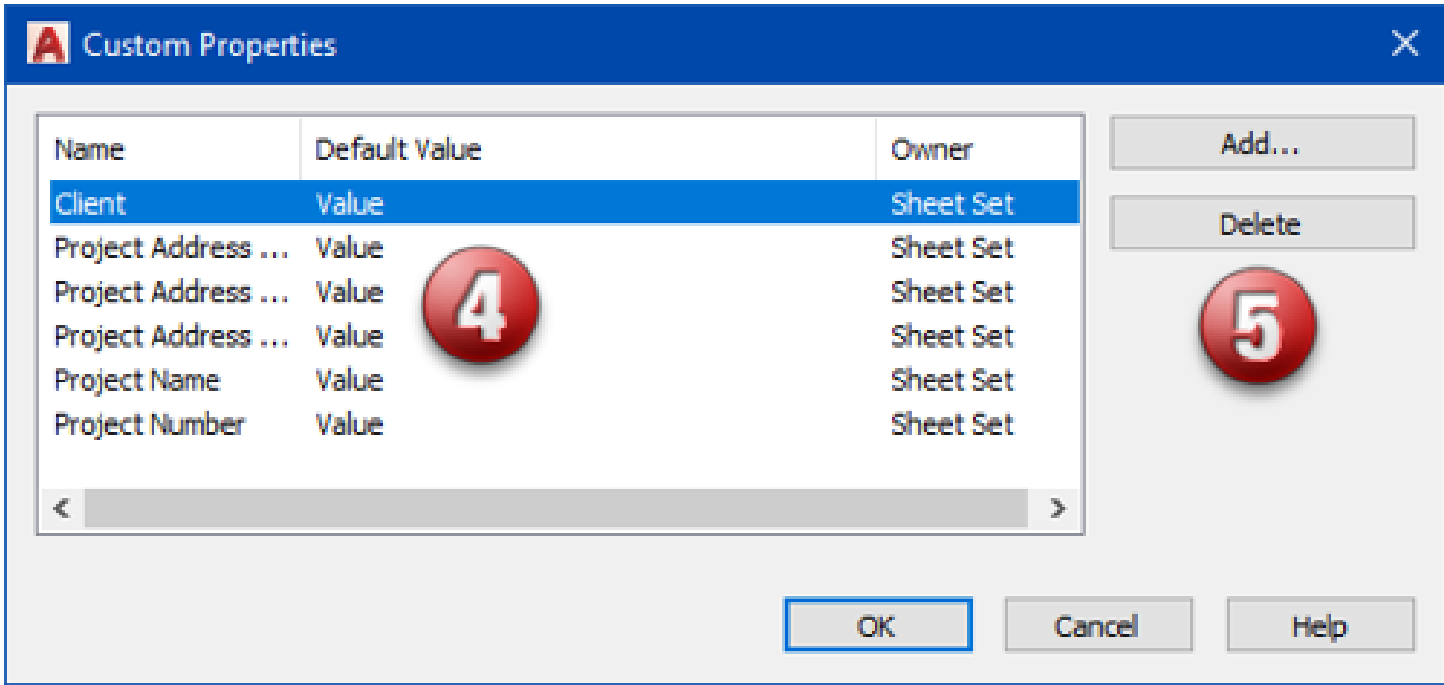 Custom Properties
Name Default Value Owner
Client Value Sheet Set
Project Address ... Value Sheet Set
Project Address ... Value Sheet Set
Project Address ... Value Sheet Set
Project Name Value Sheet Set
Project Number Value Sheet Set
4
Add...
Delete
5
OK Cancel Help